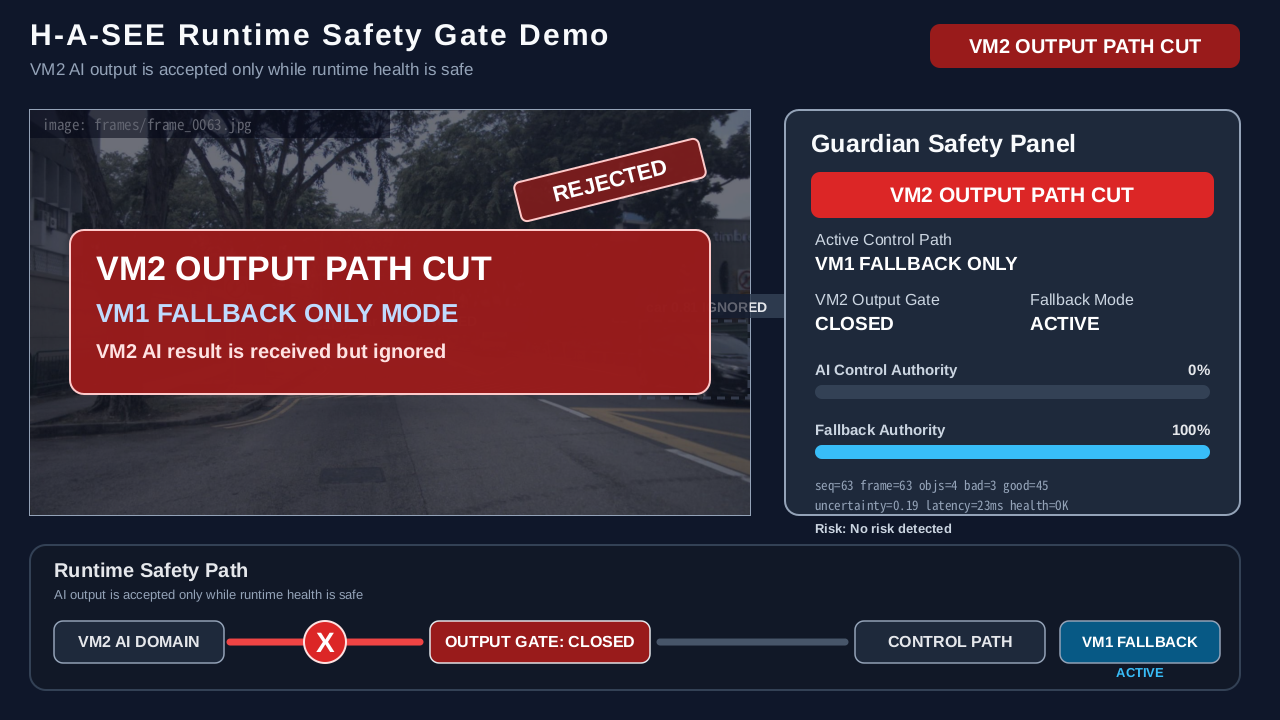 H-A-SEE Runtime Safety Gate Demo
VM2 AI output is accepted only while runtime health is safe
VM2 OUTPUT PATH CUT
image: frames/frame_0063.jpg
REJECTED
VM2 OUTPUT PATH CUT
VM1 FALLBACK ONLY MODE
VM2 AI result is received but ignored
IGNORED
Guardian Safety Panel
VM2 OUTPUT PATH CUT
Active Control Path
VM1 FALLBACK ONLY
VM2 Output Gate
CLOSED
Fallback Mode
ACTIVE
AI Control Authority 0%
Fallback Authority 100%
seq=63 frame=63 objs=4 bad=3 good=45
uncertainty=0.19 latency=23ms health=OK
Risk: No risk detected
Runtime Safety Path
AI output is accepted only while runtime health is safe
VM2 AI DOMAIN
X
OUTPUT GATE: CLOSED
CONTROL PATH
VM1 FALLBACK
ACTIVE